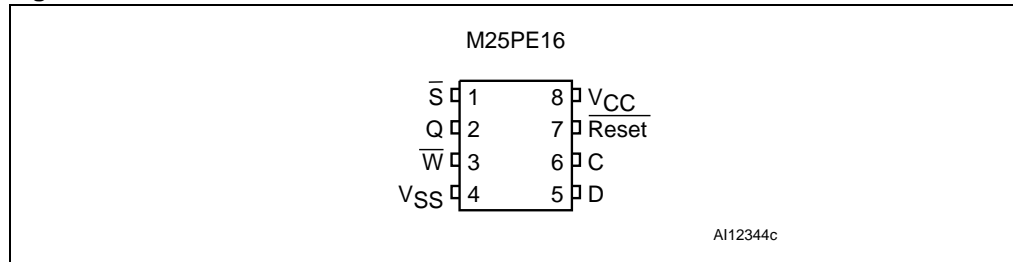 M25PE16
S 1 8 VCC
Q 2 7 Reset
W 3 6 C
VSS 4 5 D
AI12344c